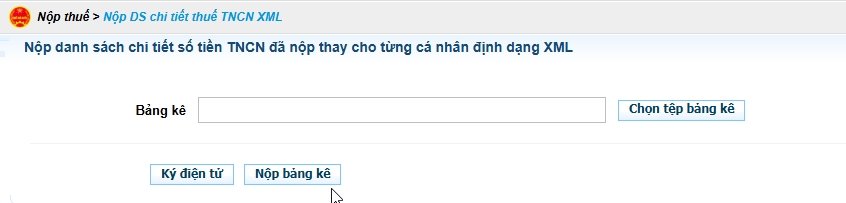 Nộp thuế > Nộp DS chi tiết thuế TNCN XML
Nộp danh sách chi tiết số tiền TNCN đã nộp thay cho từng cá nhân định dạng XML
Bảng kê
Chọn tệp bảng kê
Ký điện tử
Nộp bảng kê